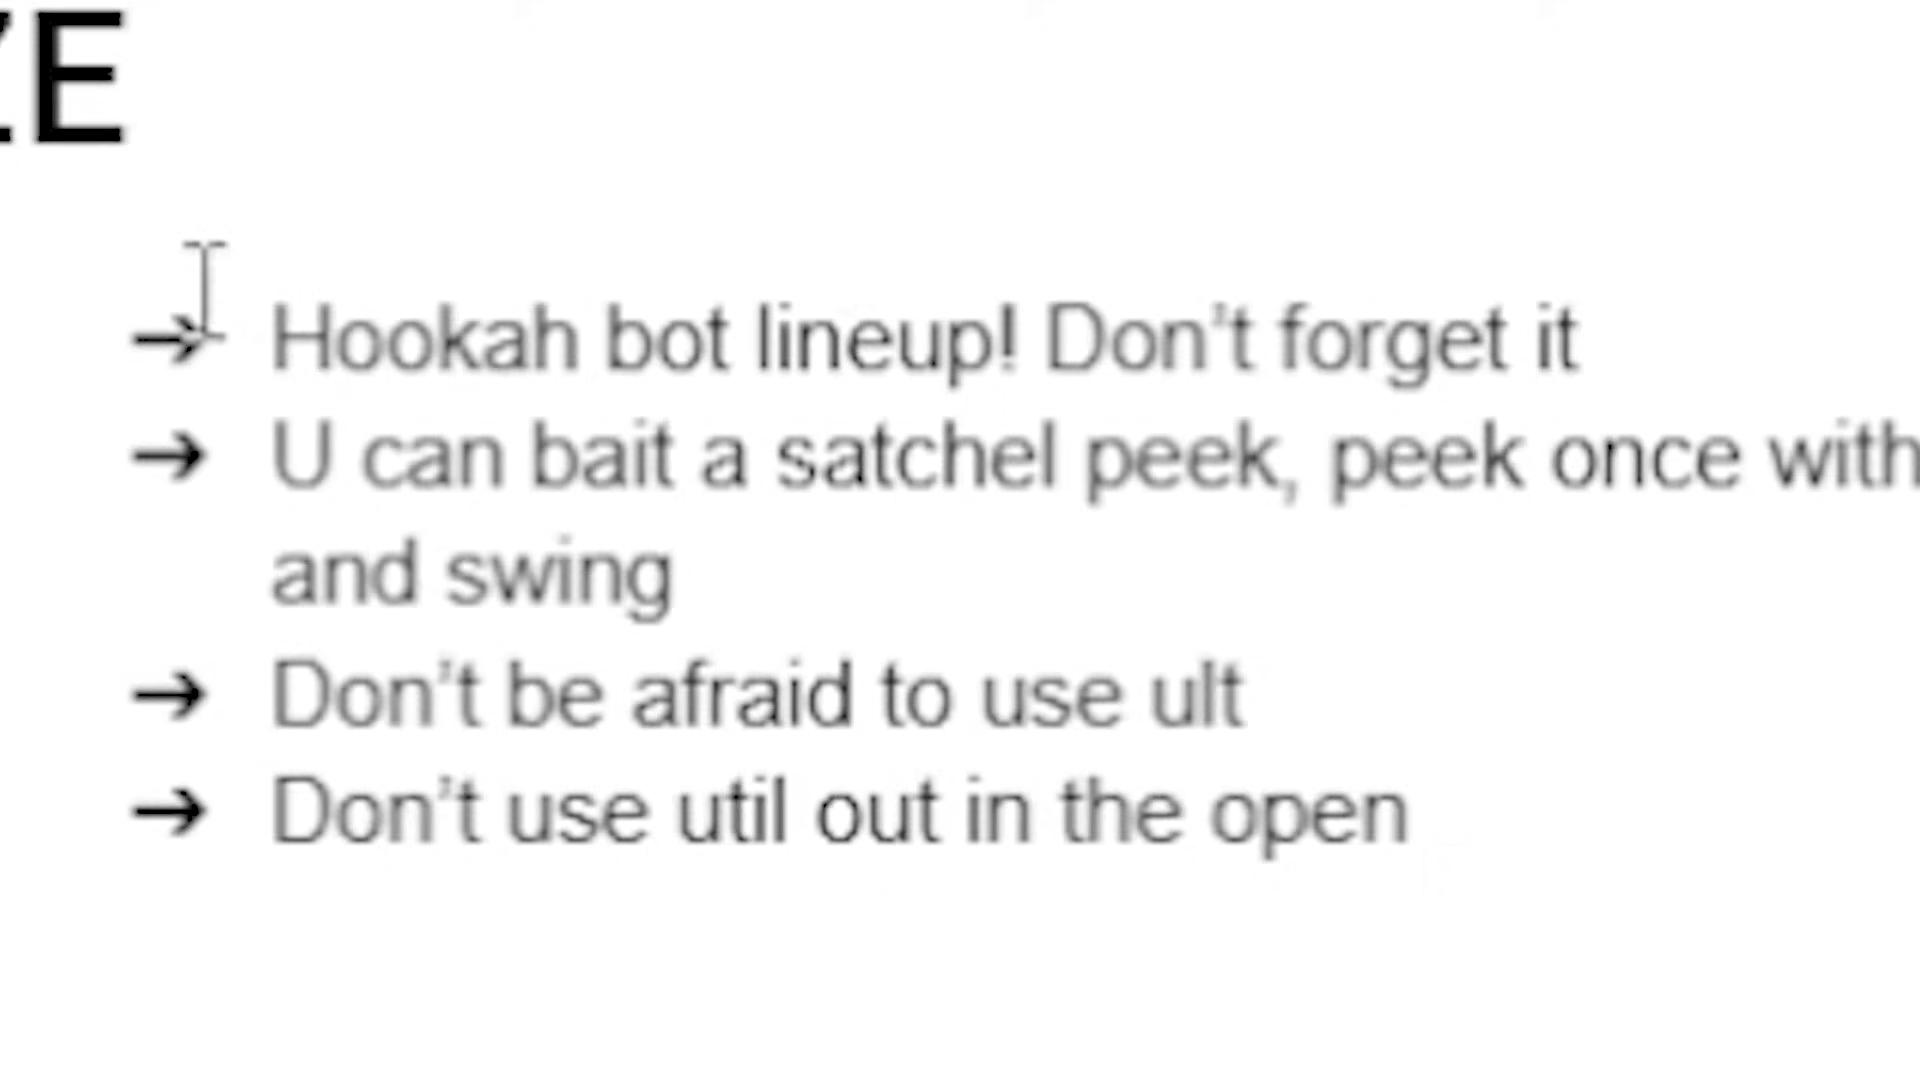 ZE
➔ Hookah bot lineup! Don't forget it
➔ U can bait a satchel peek, peek once with
and swing
➔ Don't be afraid to use ult
➔ Don't use util out in the open